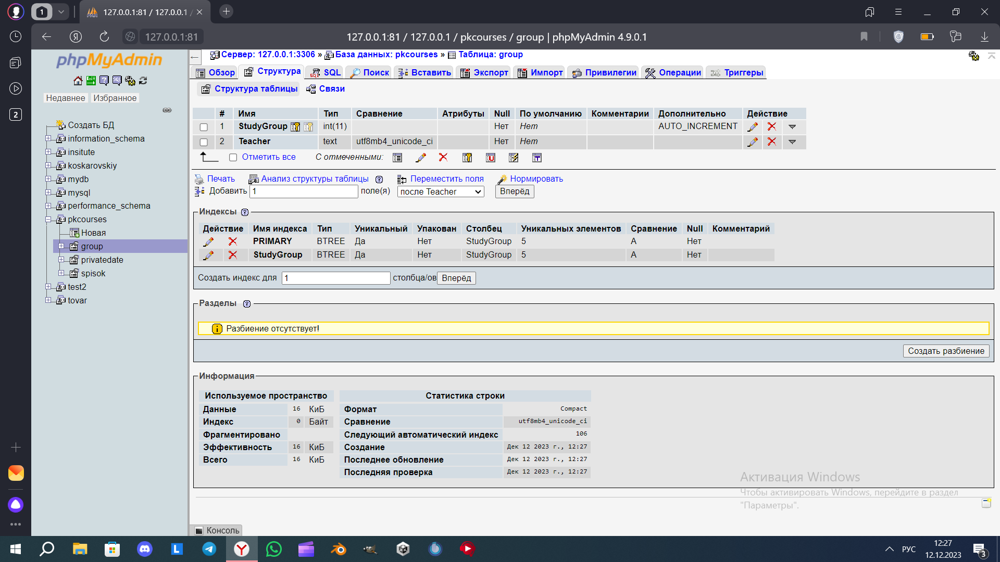 1
127.0.0.1:81 / 127.0.0.1 /
127.0.0.1:81
127.0.0.1:81 / 127.0.0.1 / pkcourses / group | phpMyAdmin 4.9.0.1
2
phpMyAdmin
Недавнее Избранное
Создать БД
information_schema
insitute
koskarovskiy
mydb
mysql
performance_schema
pkcourses
Новая
group
privatedate
spisok
test2
tovar
Сервер: 127.0.0.1:3306 » База данных: pkcourses » Таблица: group
Обзор Структура SQL Поиск Вставить Экспорт Импорт Привилегии Операции Триггеры
Структура таблицы Связи
# Имя Тип Сравнение Атрибуты Null По умолчанию Комментарии Дополнительно Действие
1 StudyGroup int(11) Нет Нет AUTO_INCREMENT
2 Teacher text utf8mb4_unicode_ci Нет Нет
Отметить все С отмеченными:
Печать Анализ структуры таблицы Переместить поля Нормировать
Добавить 1 поле(я) после Teacher Вперёд
Индексы
Действие Имя индекса Тип Уникальный Упакован Столбец Уникальных элементов Сравнение Null Комментарий
PRIMARY BTREE Да Нет StudyGroup 5 A Нет
StudyGroup BTREE Да Нет StudyGroup 5 A Нет
Создать индекс для 1 столбца/ов Вперёд
Разделы
Разбиение отсутствует!
Создать разбиение
Информация
Используемое пространство
Данные 16 КиБ
Индекс 0 Байт
Фрагментировано
Эффективность 16 КиБ
Всего 16 КиБ
Статистика строки
Формат Compact
Сравнение utf8mb4_unicode_ci
Следующий автоматический индекс 106
Создание Дек 12 2023 г., 12:27
Последнее обновление Дек 12 2023 г., 12:27
Последняя проверка Дек 12 2023 г., 12:27
Активация Windows
Чтобы активировать Windows, перейдите в раздел
"Параметры".
Консоль
L
РУС
12:27
12.12.2023
3